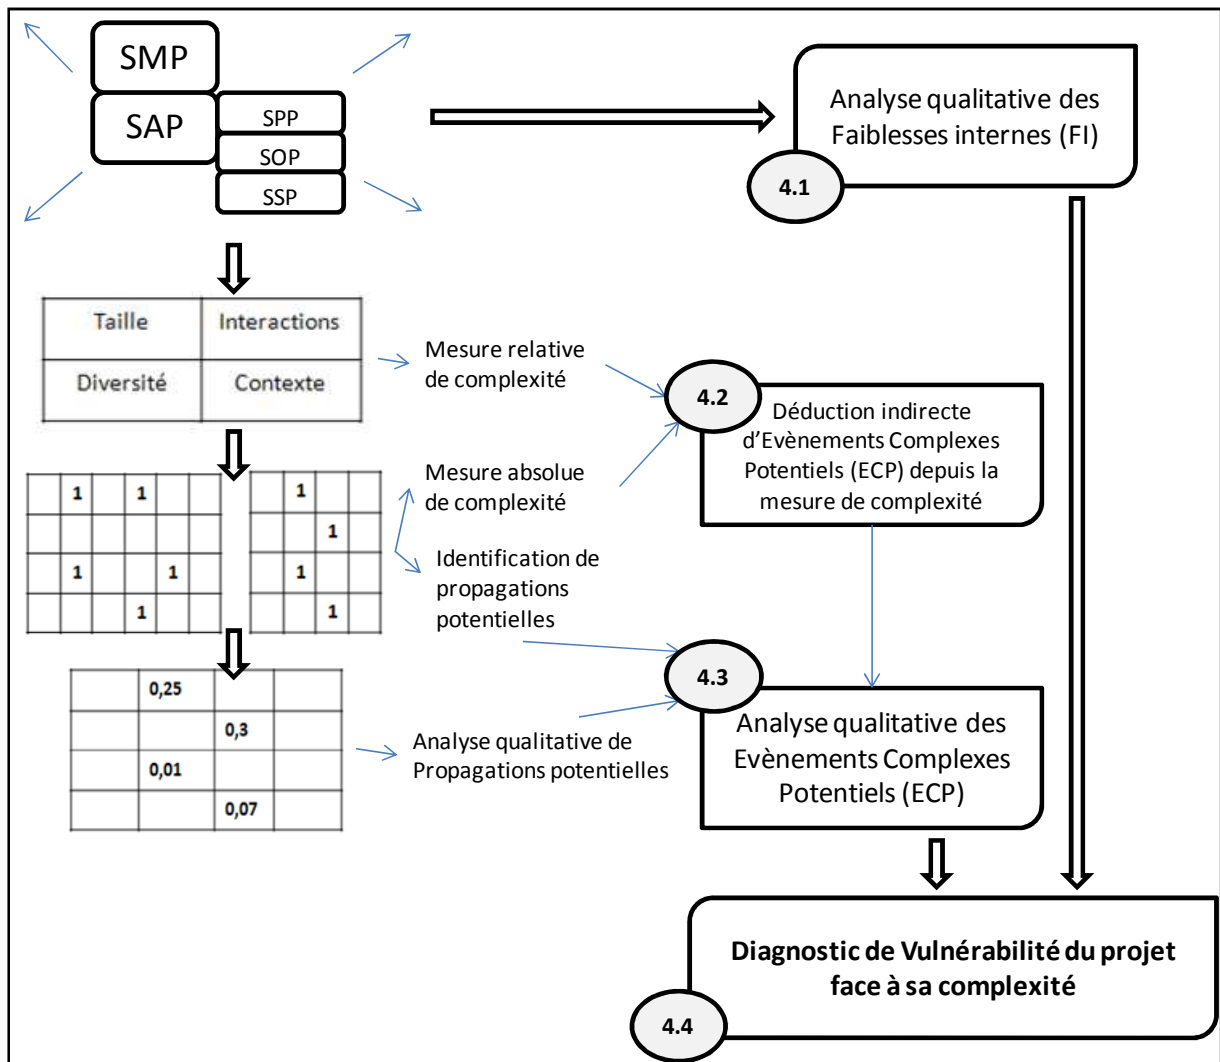 SMP
SAP
SPP
SOP
SSP
Analyse qualitative des
Faiblesses internes (FI)
4.1
Taille Interactions
Diversité Contexte
Mesure relative
de complexité
4.2
Déduction indirecte
d’Evènements Complexes
Potentiels (ECP) depuis la
mesure de complexité
1 1
1 1
1
1
1
1
1
Mesure absolue
de complexité
Identification de
propagations
potentielles
0,25
0,3
0,01
0,07
Analyse qualitative de
Propagations potentielles
4.3
Analyse qualitative des
Evènements Complexes
Potentiels (ECP)
Diagnostic de Vulnérabilité du projet
face à sa complexité
4.4